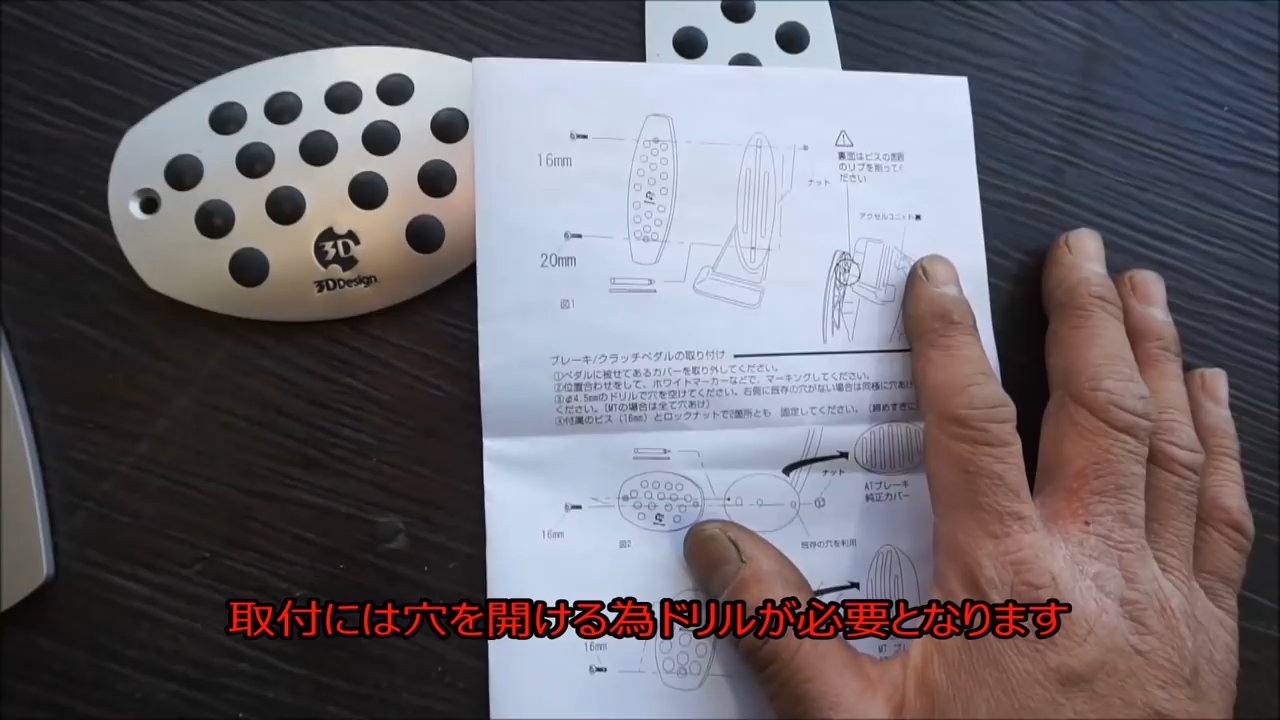 3D
3DDesign
16mm
ナット
裏面はビスの周囲
のリブを削ってく
ださい
アクセルユニット裏
20mm
図1
ブレーキ/クラッチペダルの取り付け
①ペダルに被せてあるカバーを取り外してください。
②位置合わせをして、ホワイトマーカーなどで、マーキングしてください。
③φ4.5mmのドリルで穴を空けてください。右側に既存の穴がない場合は同様に穴あけ
ください。(MTの場合は全て穴あけ)
④付属のビス (16mm) とロックナットで2箇所とも 固定してください。
ナット
ATブレーキ
純正カバー
16mm
図2
既存の穴を利用
取付には穴を開ける為ドリルが必要となります
16mm